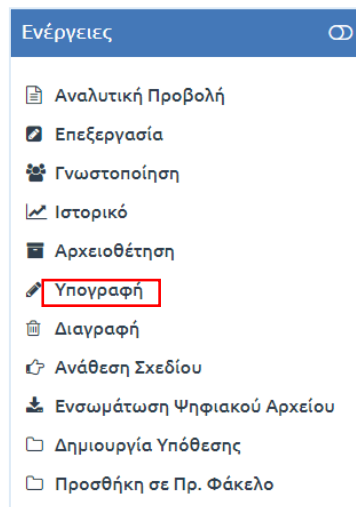 Ενέργειες
Αναλυτική Προβολή
Επεξεργασία
Γνωστοποίηση
Ιστορικό
Αρχειοθέτηση
Υπογραφή
Διαγραφή
Ανάθεση Σχεδίου
Ενσωμάτωση Ψηφιακού Αρχείου
Δημιουργία Υπόθεσης
Προσθήκη σε Πρ. Φάκελο